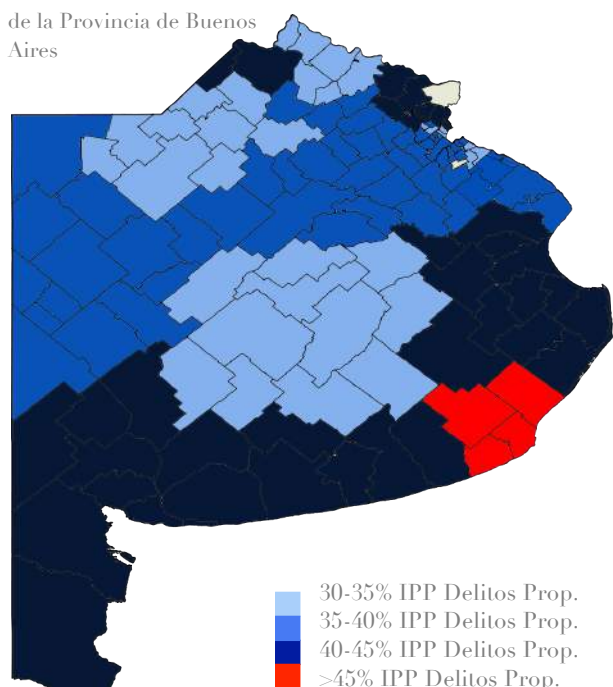 de la Provincia de Buenos
Aires
30-35% IPP Delitos Prop.
35-40% IPP Delitos Prop.
40-45% IPP Delitos Prop.
>45% IPP Delitos Prop.